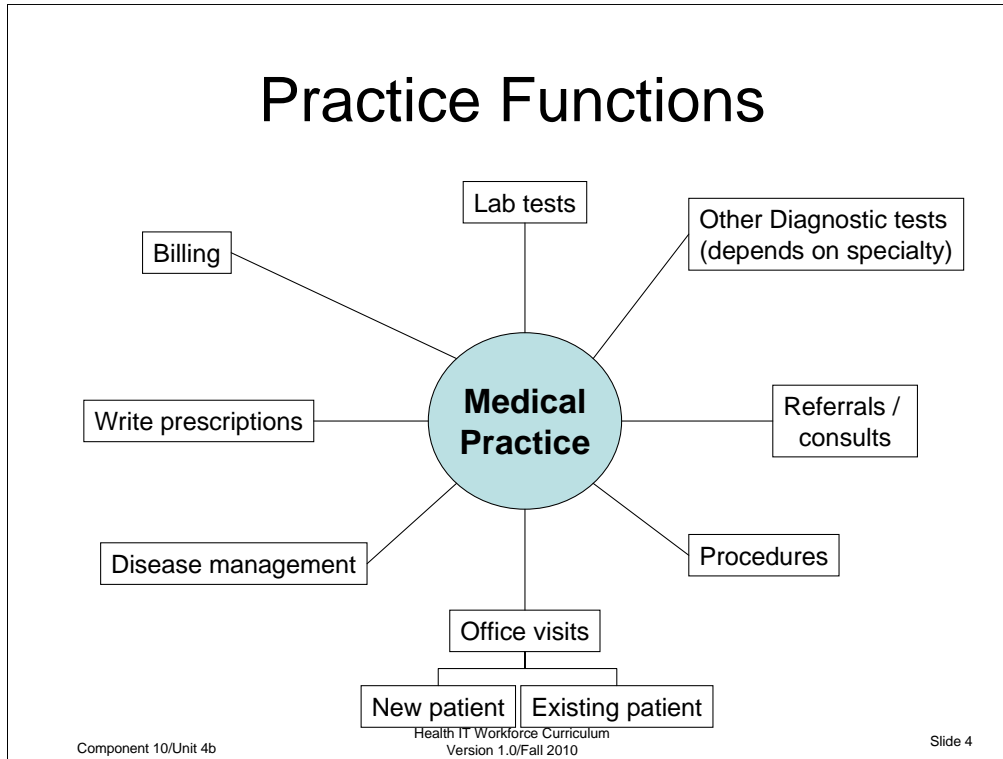 Practice Functions
Lab tests
Other Diagnostic tests
(depends on specialty)
Billing
Medical
Practice
Write prescriptions
Referrals /
consults
Disease management
Procedures
Office visits
New patient
Existing patient
Component 10/Unit 4b
Health IT Workforce Curriculum
Version 1.0/Fall 2010
Slide 4